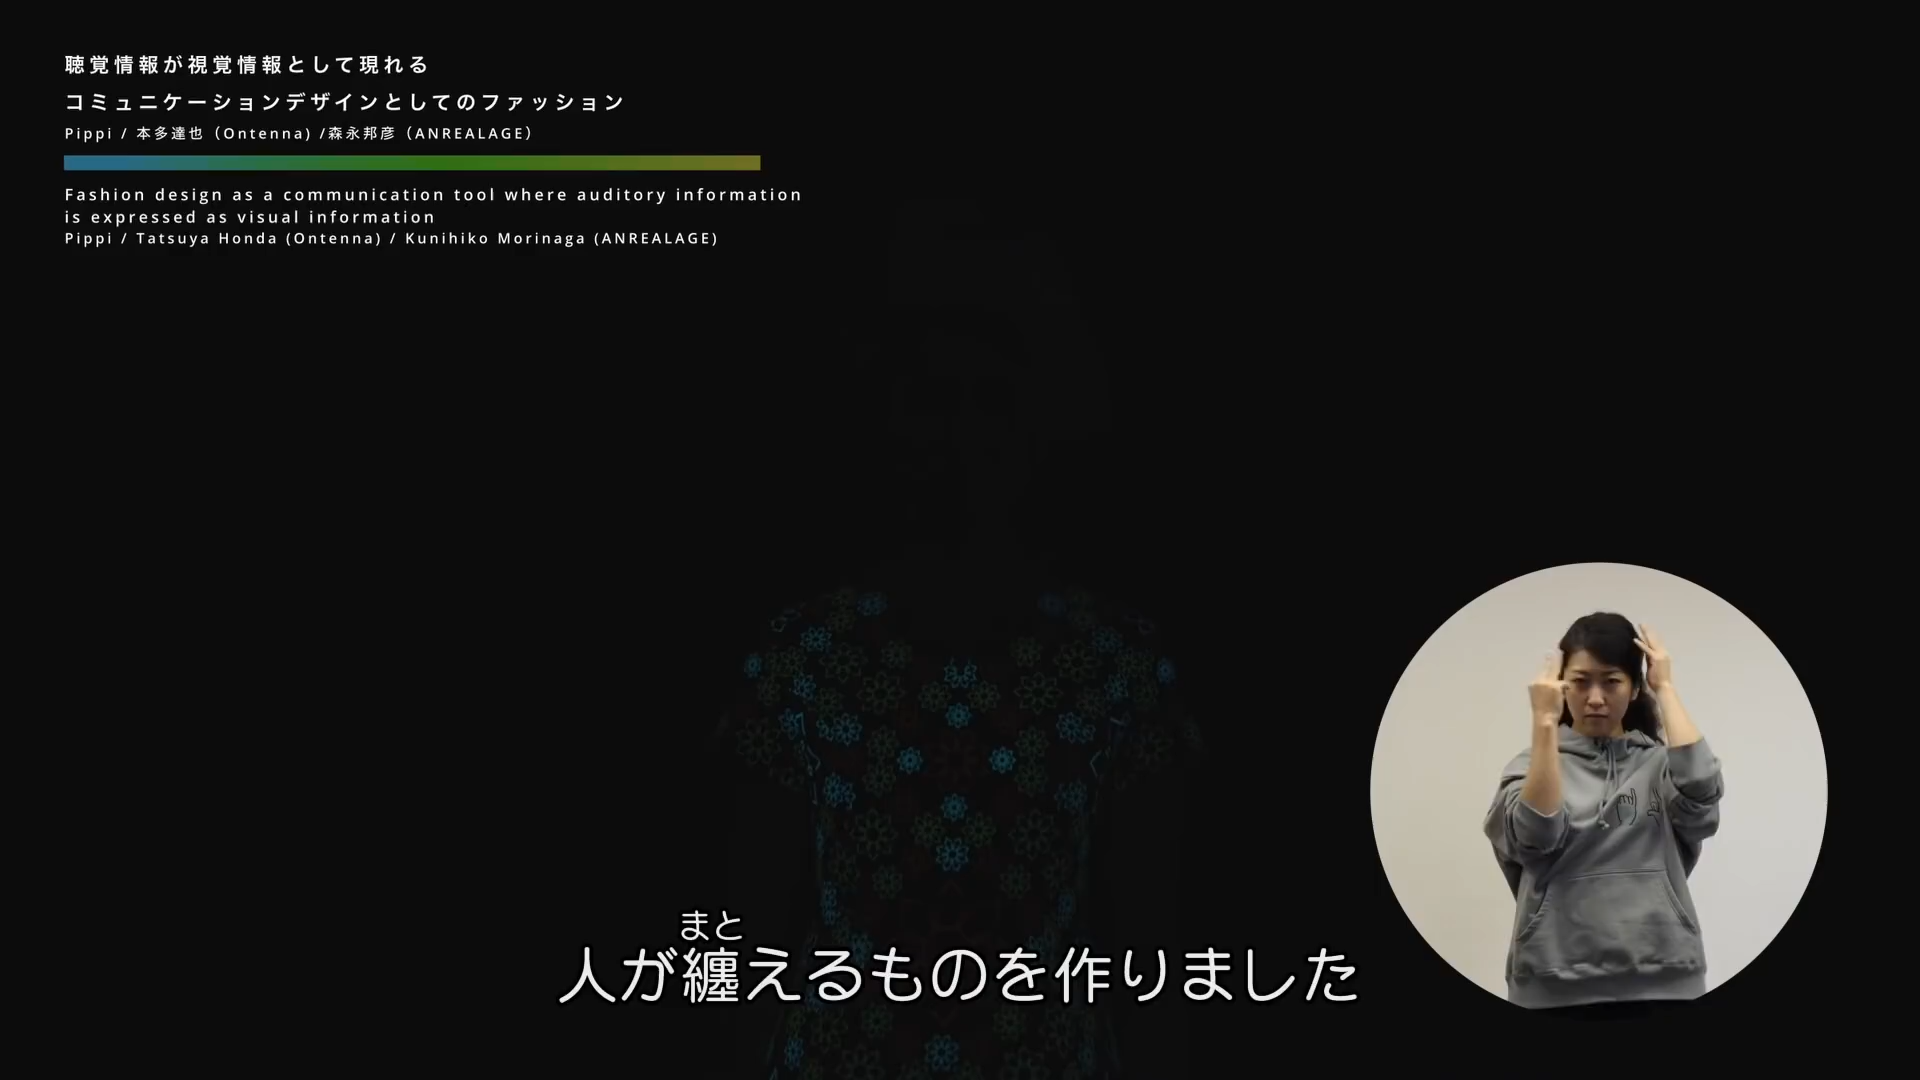 聴覚情報が視覚情報として現れる
コミュニケーションデザインとしてのファッション
Pippi / 本多達也（Ontenna) /森永邦彦（ANREALAGE）
Fashion design as a communication tool where auditory information
is expressed as visual information
Pippi / Tatsuya Honda (Ontenna) / Kunihiko Morinaga (ANREALAGE)
まと
人が纏えるものを作りました